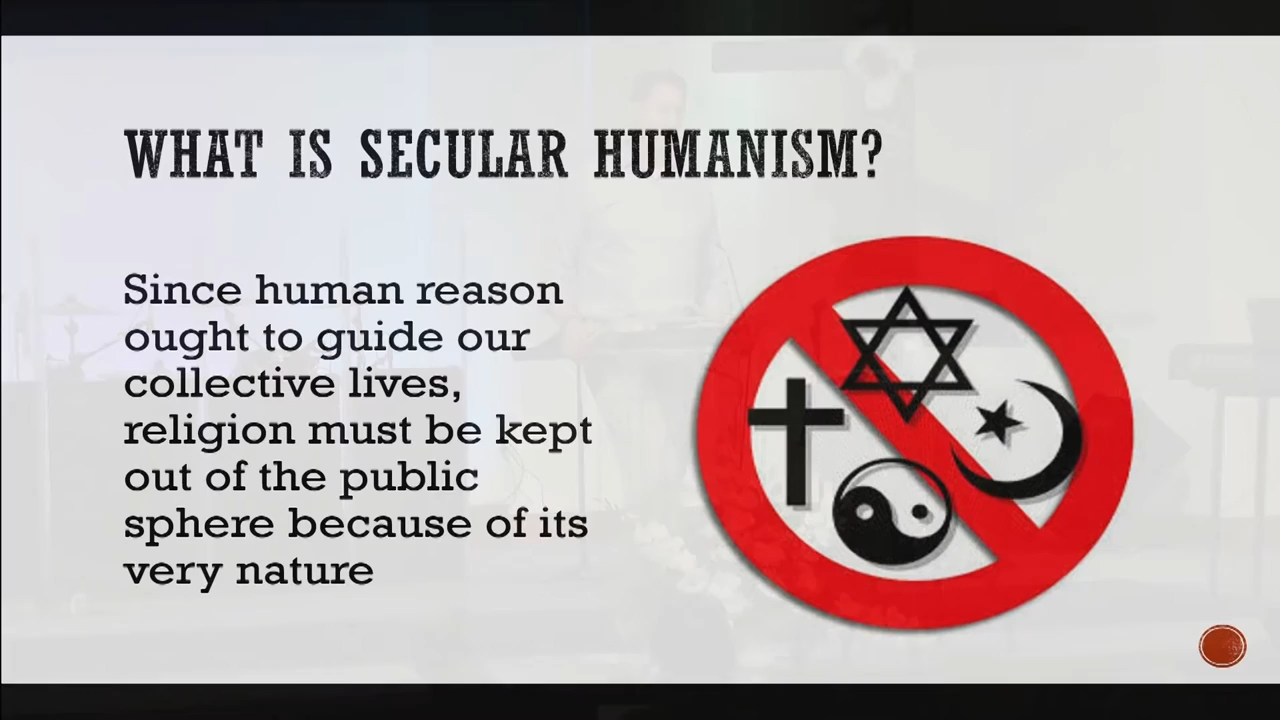 WHAT IS SECULAR HUMANISM?
Since human reason
ought to guide our
collective lives,
religion must be kept
out of the public
sphere because of its
very nature